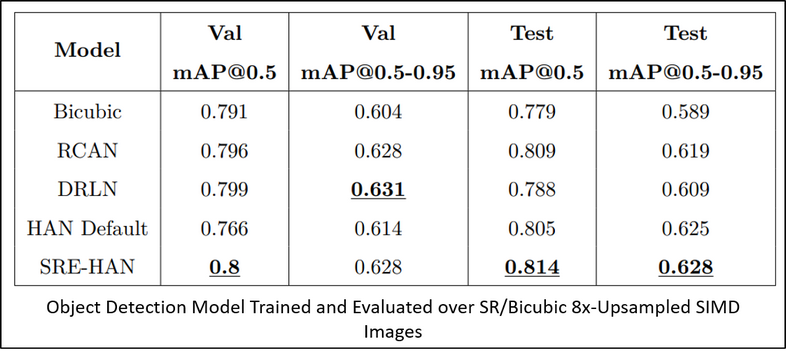 Model Val mAP@0.5 Val mAP@0.5-0.95 Test mAP@0.5 Test mAP@0.5-0.95
Bicubic 0.791 0.604 0.779 0.589
RCAN 0.796 0.628 0.809 0.619
DRLN 0.799 0.631 0.788 0.609
HAN Default 0.766 0.614 0.805 0.625
SRE-HAN 0.8 0.628 0.814 0.628
Object Detection Model Trained and Evaluated over SR/Bicubic 8x-Upsampled SIMD
Images